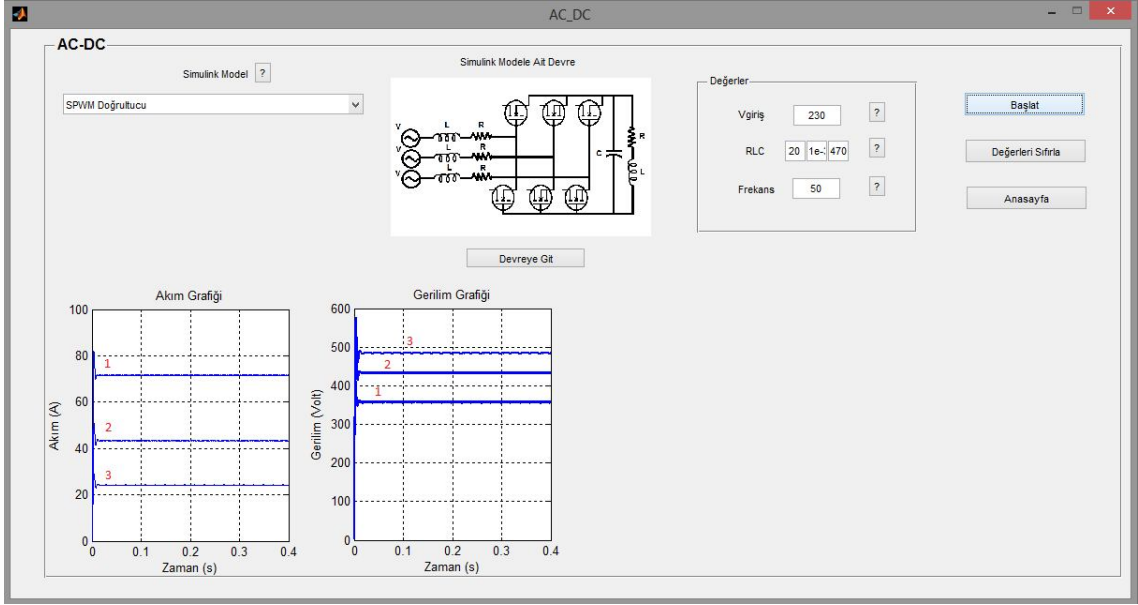 AC_DC
AC-DC
Simulink Model ?
SPWM Doğrultucu
Simulink Modele Ait Devre
V L R
V L R
V L R
C
R
L
Devreye Git
Değerler
Vgiriş 230 ?
RLC 20 1e-: 470 ?
Frekans 50 ?
Başlat
Değerleri Sıfırla
Anasayfa
Akım Grafiği
Akım (A)
100
80
60
40
20
0
1
2
3
0 0.1 0.2 0.3 0.4
Zaman (s)
Gerilim Grafiği
Gerilim (Volt)
600
500
400
300
200
100
0
3
2
1
0 0.1 0.2 0.3 0.4
Zaman (s)